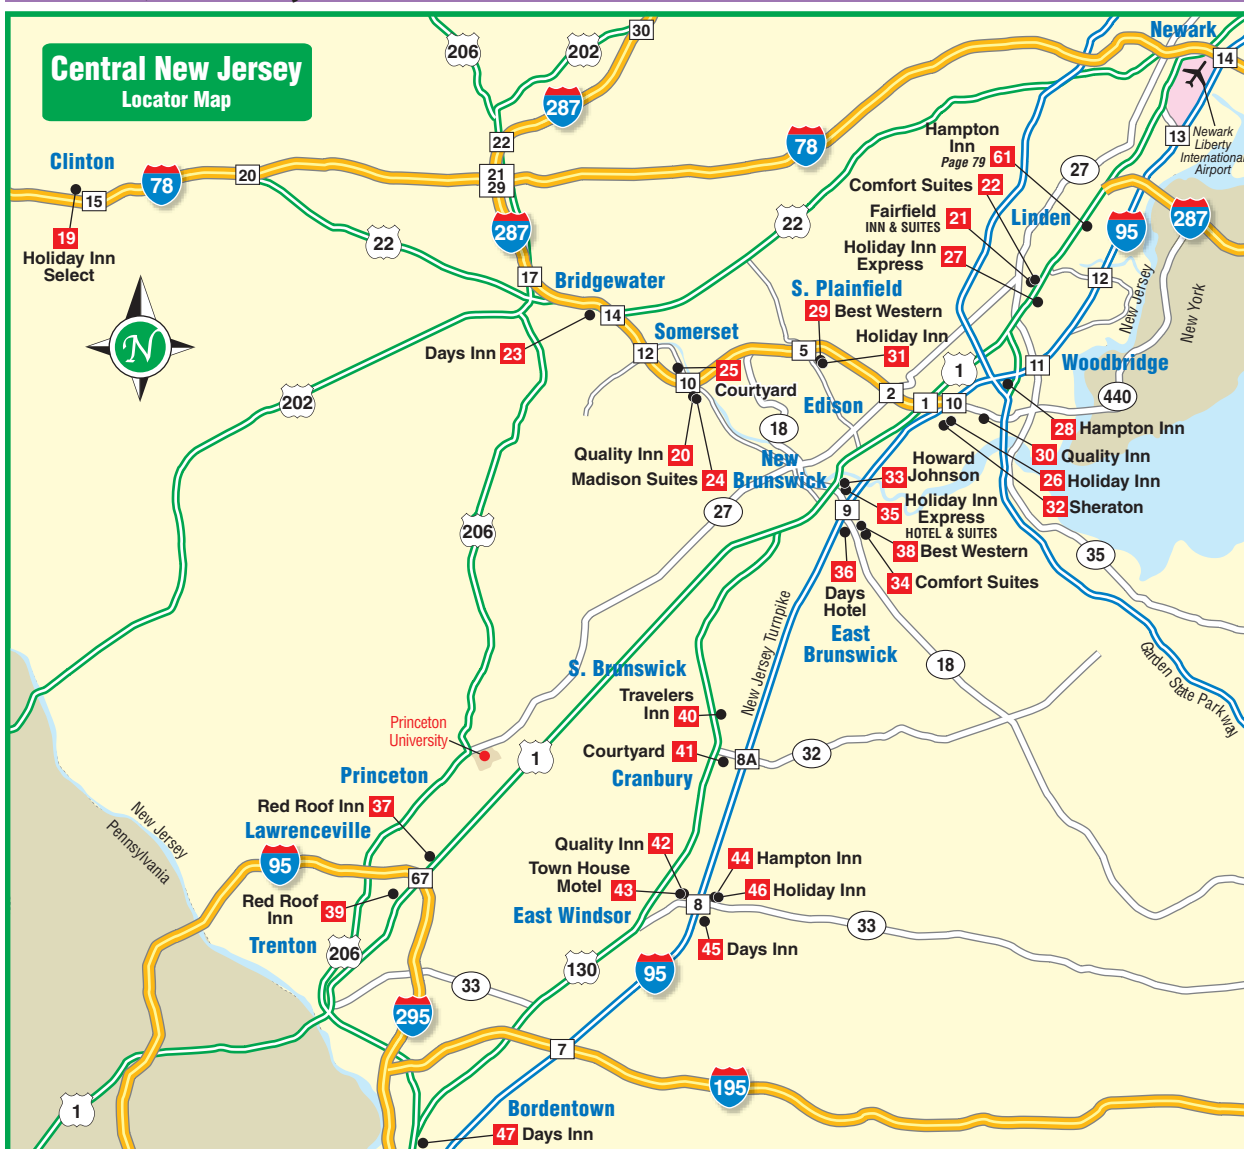 Central New Jersey
Locator Map
206
202
30
287
Newark
14
13
Newark
Liberty
International
Airport
22
78
Hampton
Inn
Page 79
61
27
Clinton
78
20
21
29
15
Comfort Suites 22
Fairfield
INN & SUITES
21
Linden
95
287
19
Holiday Inn
Select
22
287
22
Holiday Inn
Express
27
12
New Jersey
New York
N
17
Bridgewater
S. Plainfield
29 Best Western
14
Somerset
Holiday Inn
31
Days Inn 23
12
5
11
Woodbridge
25
Courtyard
10
1
2
1
10
440
202
Edison
18
28 Hampton Inn
Quality Inn 20
New
Brunswick
Howard
Johnson
33
30 Quality Inn
Madison Suites 24
26 Holiday Inn
27
9
35
Holiday Inn
Express
HOTEL & SUITES
32 Sheraton
206
38 Best Western
35
36
Days
Hotel
34 Comfort Suites
New Jersey Turnpike
East
Brunswick
Garden State Parkway
S. Brunswick
18
Travelers
Inn
40
Princeton
University
1
Courtyard 41
8A
32
Cranbury
Princeton
Red Roof Inn 37
New Jersey
Pennsylvania
Lawrenceville
95
67
Quality Inn 42
44 Hampton Inn
Town House
Motel
43
46 Holiday Inn
Red Roof
Inn
39
8
East Windsor
33
Trenton
206
45 Days Inn
130
95
33
295
7
195
1
Bordentown
47 Days Inn